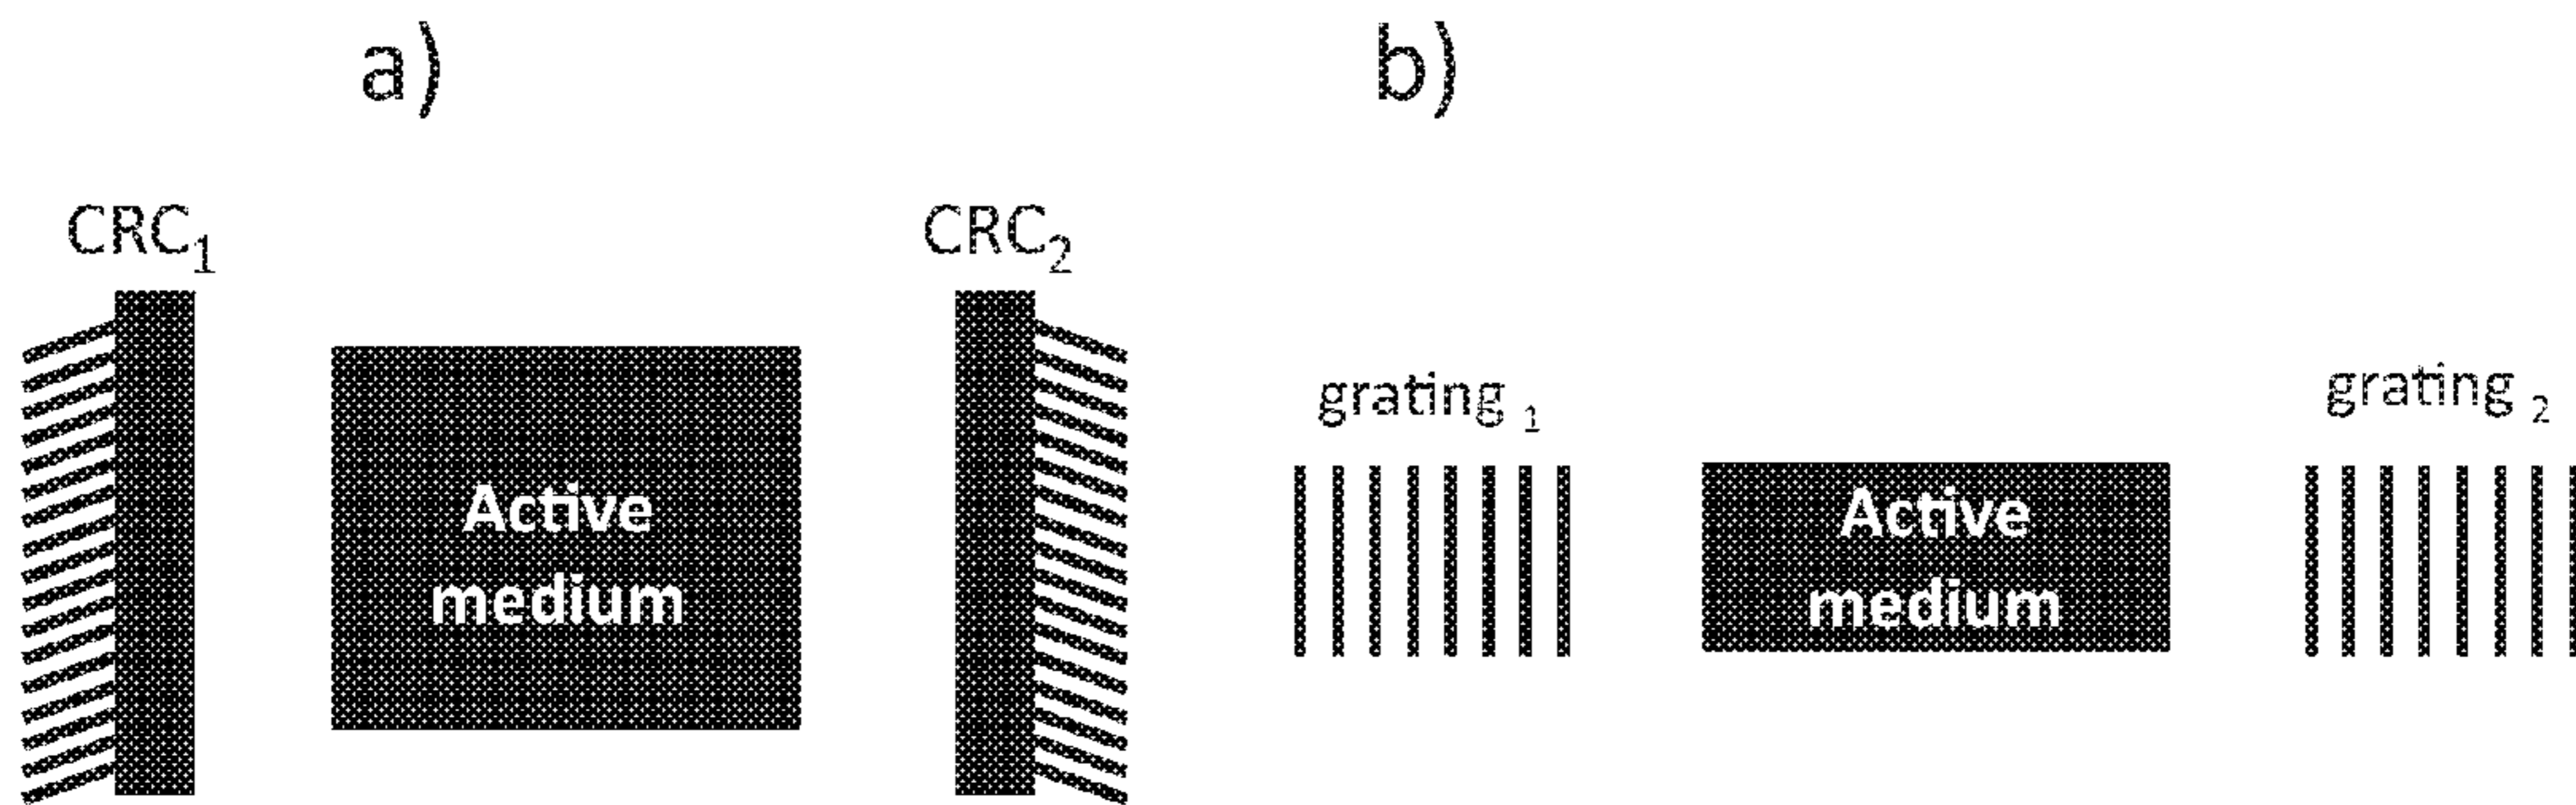 a)
b)
CRC₁
CRC₂
grating ₁
grating ₂
Active
medium
Active
medium